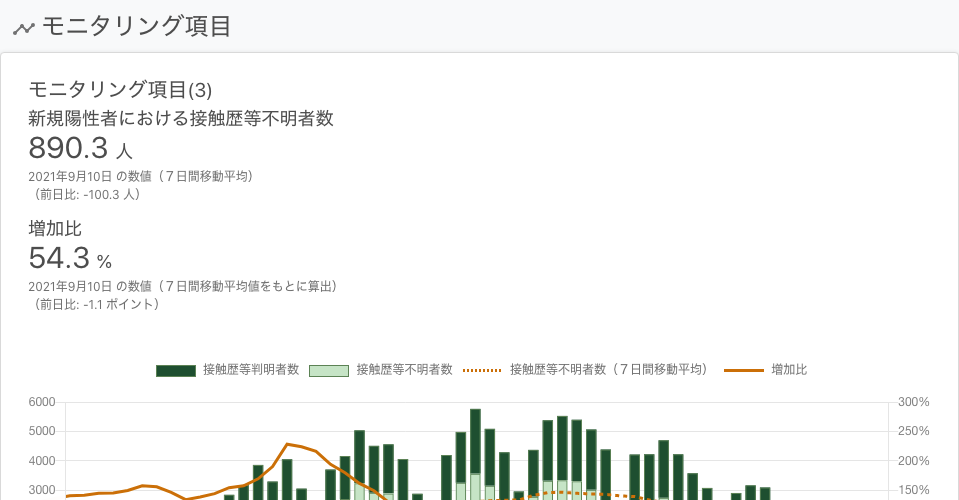 モニタリング項目
モニタリング項目(3)
新規陽性者における接触歴等不明者数
890.3 人
2021年9月10日 の数値（７日間移動平均）
（前日比: -100.3 人）
増加比
54.3 %
2021年9月10日 の数値（７日間移動平均値をもとに算出）
（前日比: -1.1 ポイント）
接触歴等判明者数 接触歴等不明者数 接触歴等不明者数（７日間移動平均） 増加比
6000 300%
5000 250%
4000 200%
3000 150%